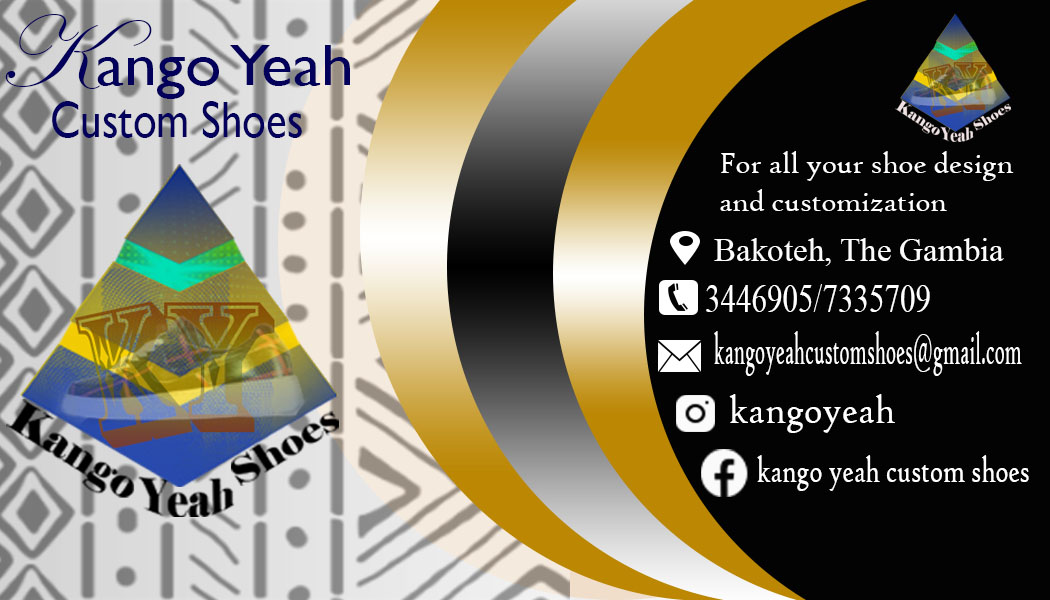 Kango Yeah
Custom Shoes
KY
Kango Yeah Shoes
Kango Yeah Shoes
For all your shoe design
and customization
Bakoteh, The Gambia
3446905/7335709
kangoyeahcustomshoes@gmail.com
kangoyeah
kango yeah custom shoes